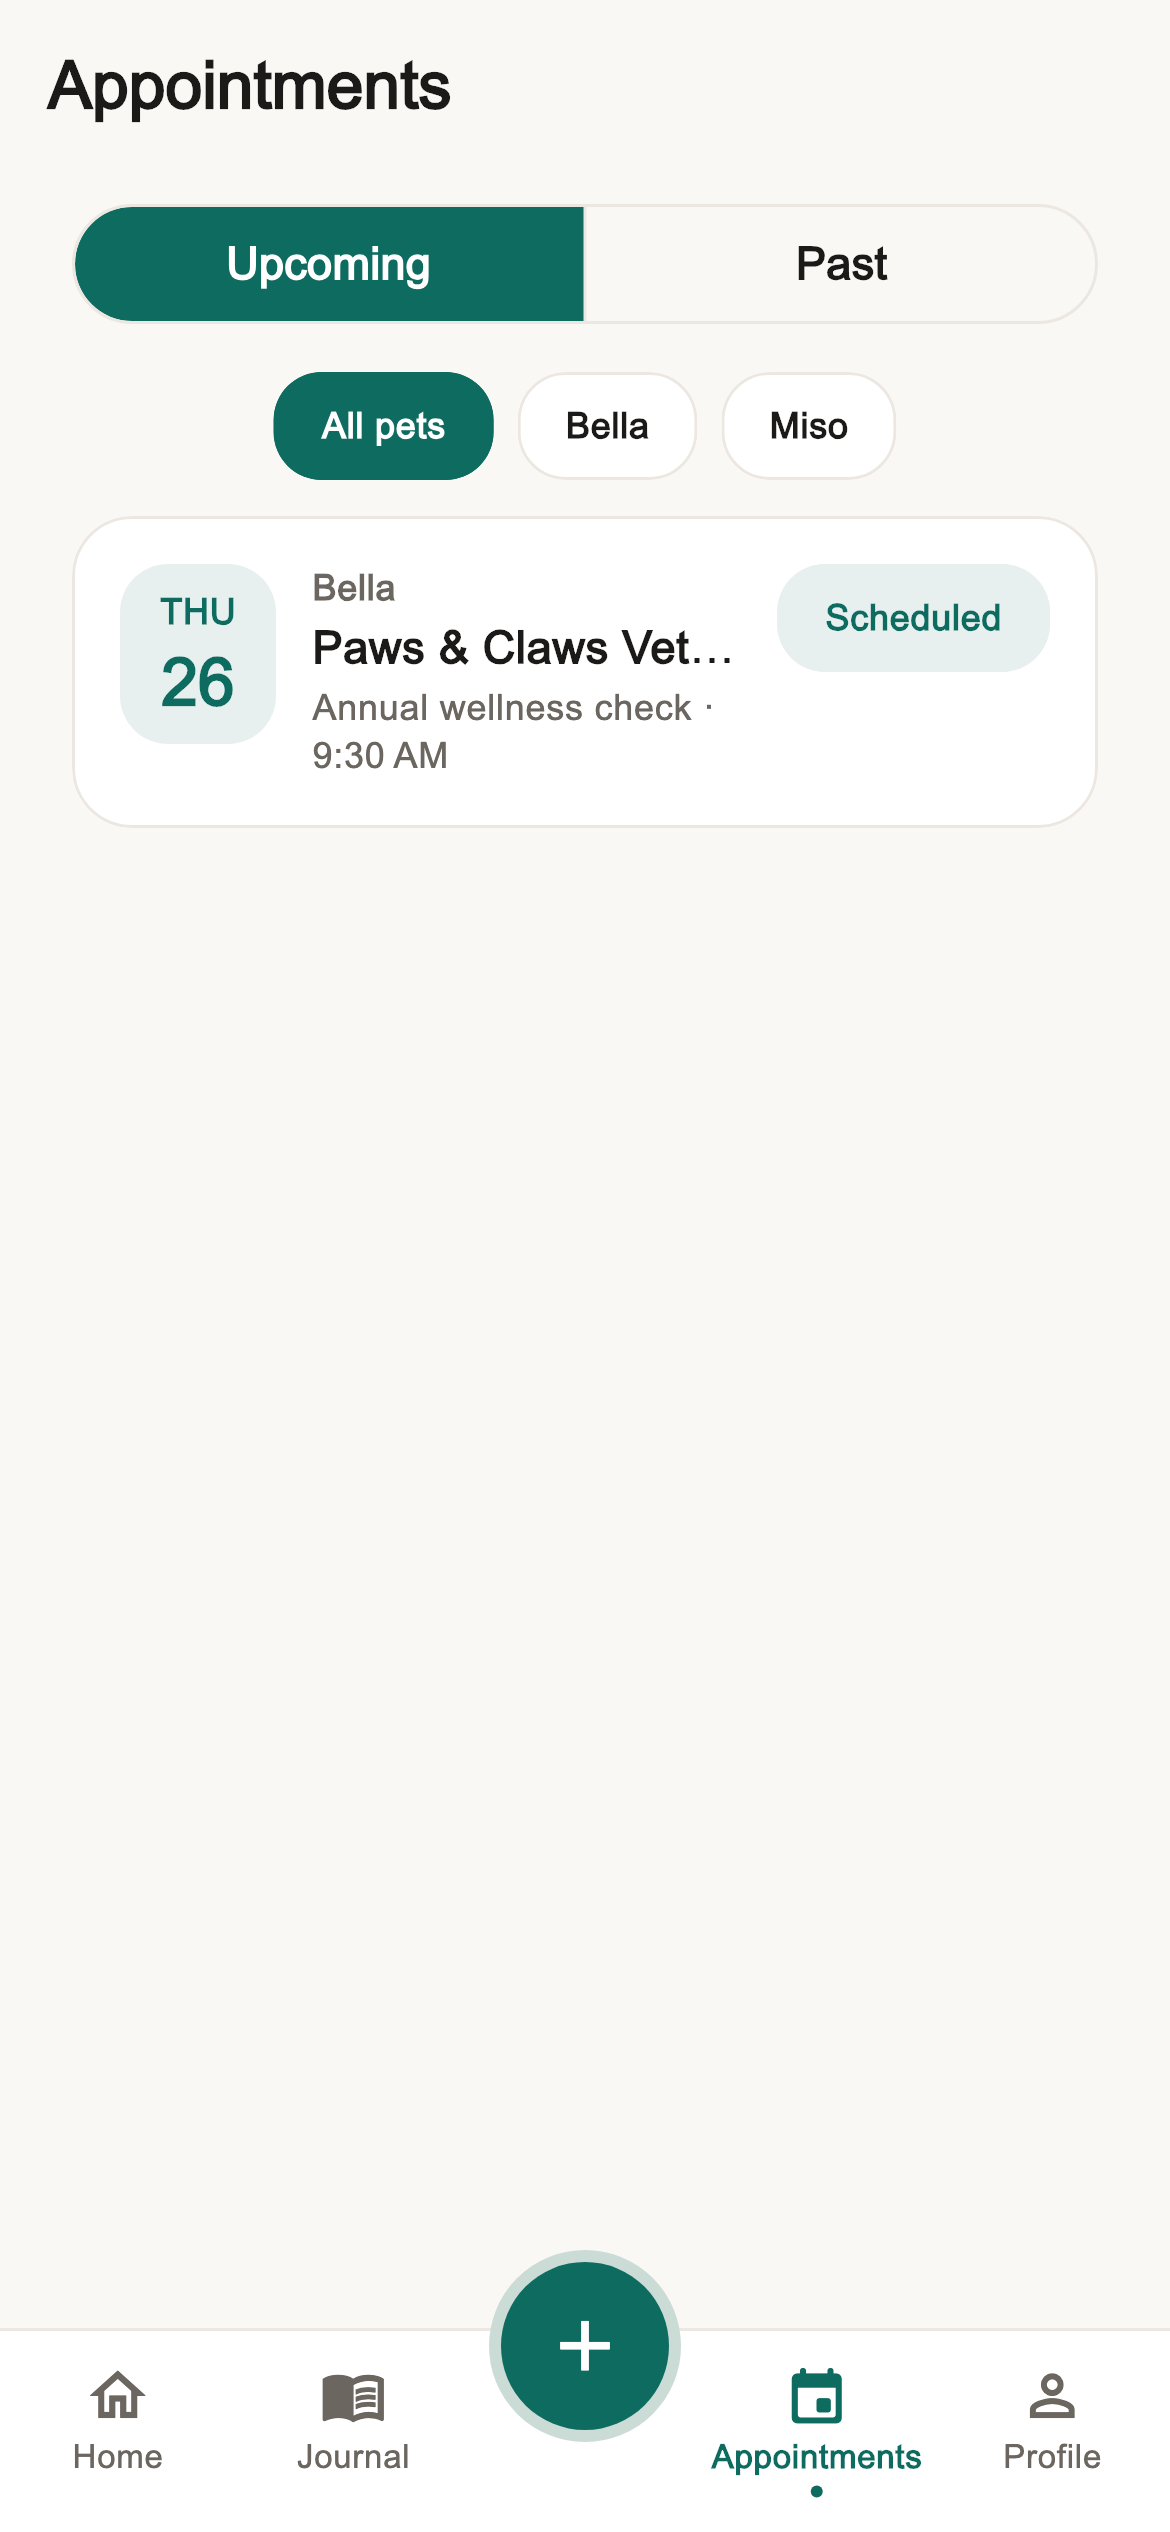 Appointments
Upcoming
Past
All pets
Bella
Miso
THU
26
Bella
Paws & Claws Vet…
Annual wellness check ·
9:30 AM
Scheduled
Home
Journal
Appointments
Profile